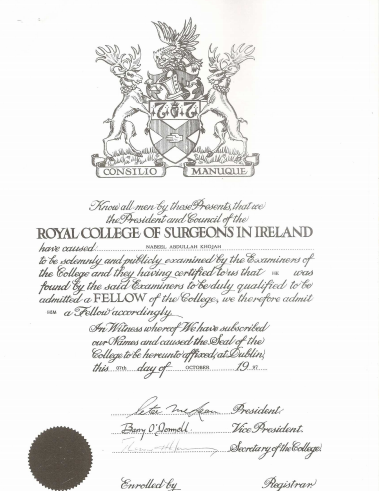 CONSILIO MANUQUE
Know all men by these Presents, that we
the President and Council of the
ROYAL COLLEGE OF SURGEONS IN IRELAND
have caused NABEEL ABDULLAH KHOJAH
to be solemnly and publicly examined by the Examiners of
the College and they having certified to us that HE was
found by the said Examiners to be duly qualified to be
admitted a FELLOW of the College, we therefore admit
HIM a Fellow accordingly
In Witness whereof We have subscribed
our Names and caused the Seal of the
College to be hereunto affixed, at Dublin,
this 07th day of OCTOBER 19 97
President
Barry O'Donnell Vice President.
Secretary of the College.
Enrolled by Registrar